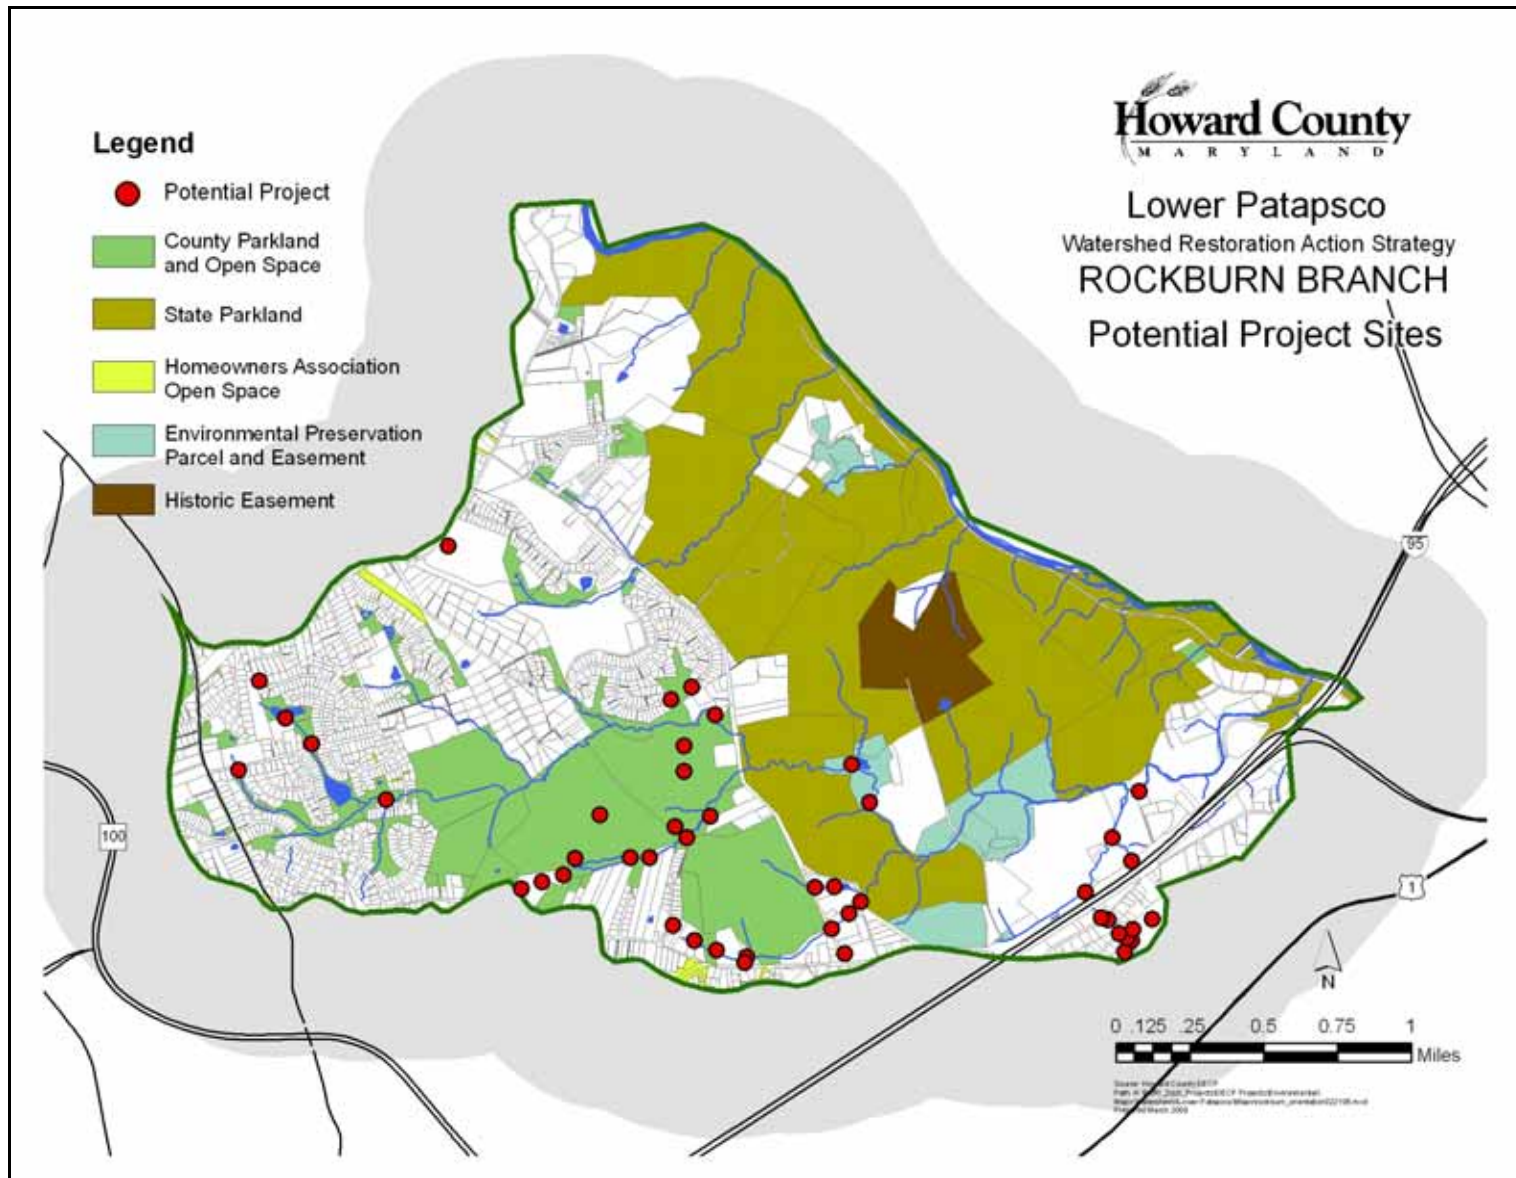 Legend
Potential Project
County Parkland
and Open Space
State Parkland
Homeowners Association
Open Space
Environmental Preservation
Parcel and Easement
Historic Easement
Howard County
MARYLAND
Lower Patapsco
Watershed Restoration Action Strategy
ROCKBURN BRANCH
Potential Project Sites
95
100
1
N
0 .125 .25 0.5 0.75 1
Miles